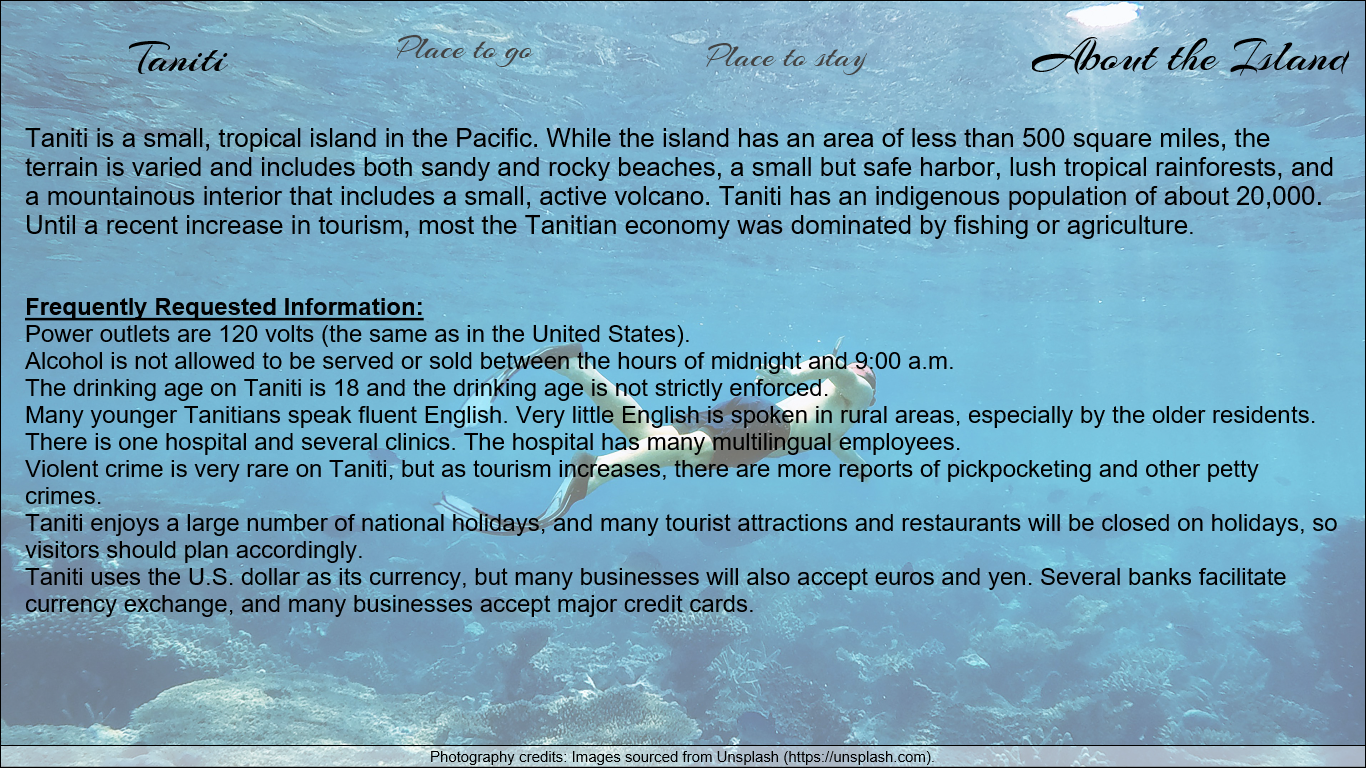 Taniti
Place to go
Place to stay
About the Island
Taniti is a small, tropical island in the Pacific. While the island has an area of less than 500 square miles, the
terrain is varied and includes both sandy and rocky beaches, a small but safe harbor, lush tropical rainforests, and
a mountainous interior that includes a small, active volcano. Taniti has an indigenous population of about 20,000.
Until a recent increase in tourism, most the Tanitian economy was dominated by fishing or agriculture.
Frequently Requested Information:
Power outlets are 120 volts (the same as in the United States).
Alcohol is not allowed to be served or sold between the hours of midnight and 9:00 a.m.
The drinking age on Taniti is 18 and the drinking age is not strictly enforced.
Many younger Tanitians speak fluent English. Very little English is spoken in rural areas, especially by the older residents.
There is one hospital and several clinics. The hospital has many multilingual employees.
Violent crime is very rare on Taniti, but as tourism increases, there are more reports of pickpocketing and other petty
crimes.
Taniti enjoys a large number of national holidays, and many tourist attractions and restaurants will be closed on holidays, so
visitors should plan accordingly.
Taniti uses the U.S. dollar as its currency, but many businesses will also accept euros and yen. Several banks facilitate
currency exchange, and many businesses accept major credit cards.
Photography credits: Images sourced from Unsplash (https://unsplash.com).